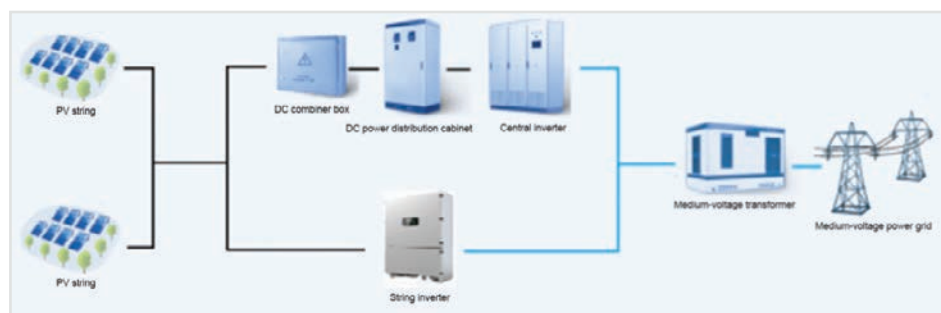 PV string
DC combiner box
DC power distribution cabinet
Central inverter
Medium-voltage transformer
Medium-voltage power grid
PV string
String inverter